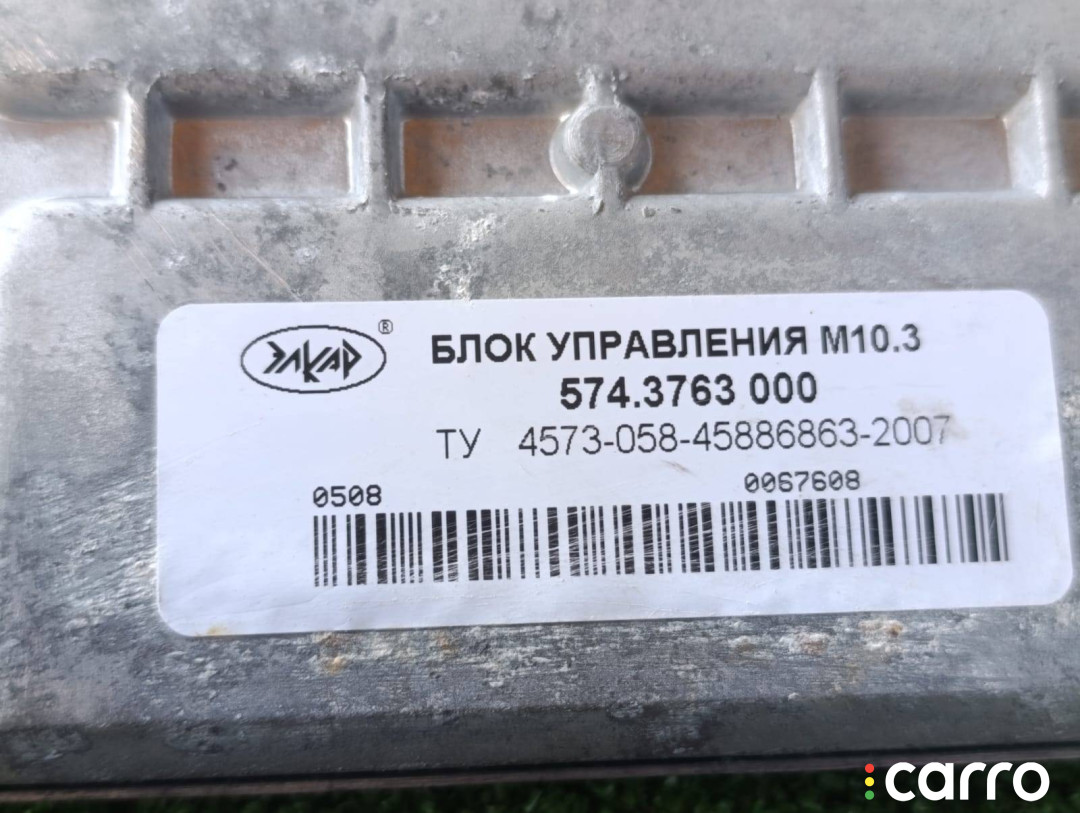 ЭЛКАР ®
БЛОК УПРАВЛЕНИЯ М10.3
574.3763 000
ТУ 4573-058-45886863-2007
0508 0067608
carro